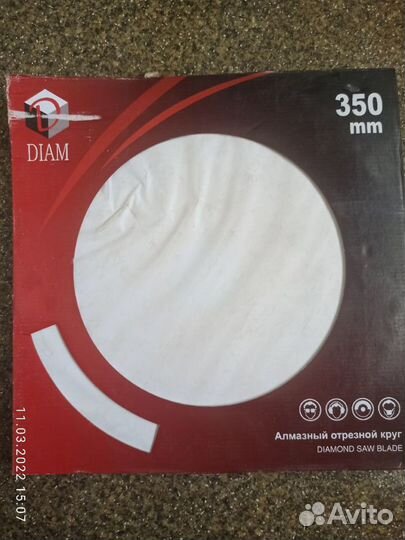 350
mm
DIAM
Алмазный отрезной круг
DIAMOND SAW BLADE
11.03.2022 15:07
Avito